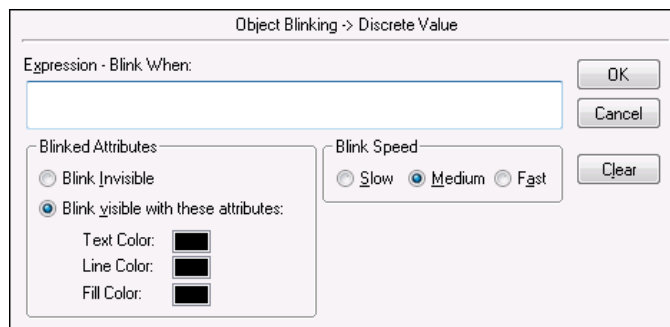 Object Blinking -> Discrete Value
Expression - Blink When:
OK
Cancel
Clear
Blinked Attributes
Blink Invisible
Blink visible with these attributes:
Text Color:
Line Color:
Fill Color:
Blink Speed
Slow Medium Fast